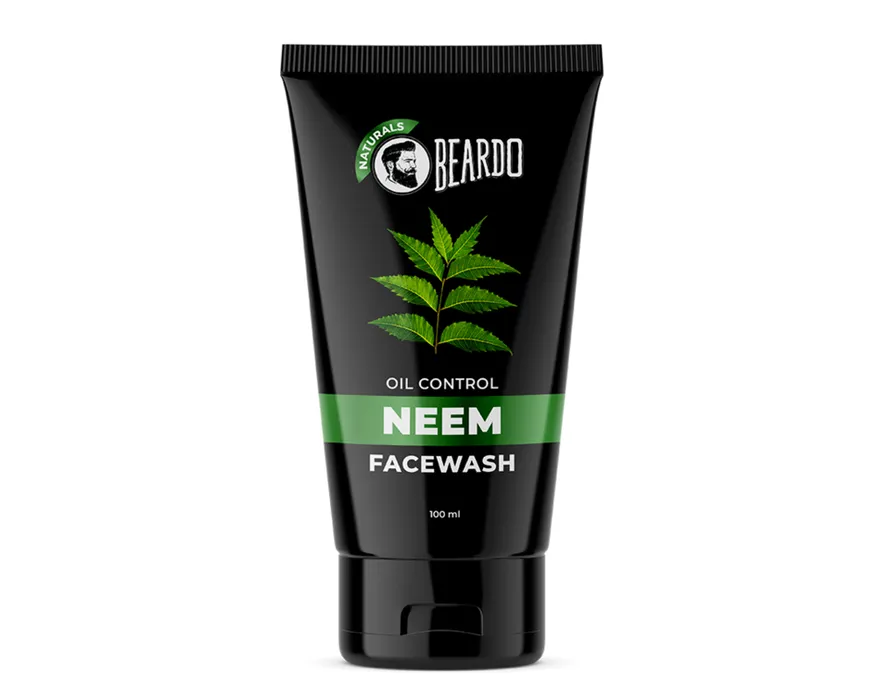 NATURALS
BEARDO
OIL CONTROL
NEEM
FACEWASH
100 ml